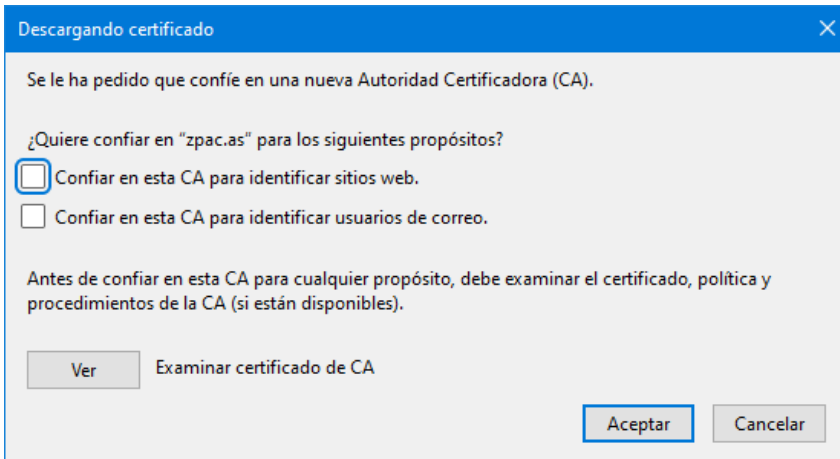 Descargando certificado
Se le ha pedido que confíe en una nueva Autoridad Certificadora (CA).
¿Quiere confiar en “zpac.as” para los siguientes propósitos?
Confiar en esta CA para identificar sitios web.
Confiar en esta CA para identificar usuarios de correo.
Antes de confiar en esta CA para cualquier propósito, debe examinar el certificado, política y
procedimientos de la CA (si están disponibles).
Ver
Examinar certificado de CA
Aceptar
Cancelar